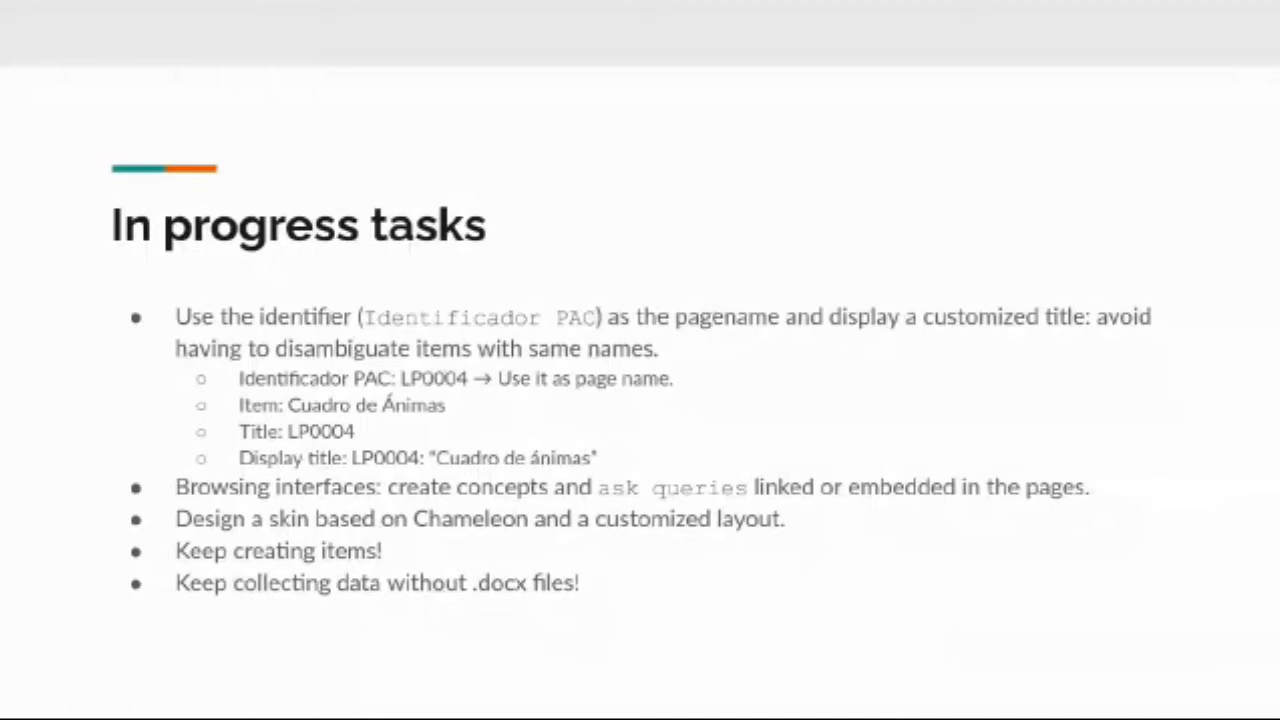 In progress tasks
● Use the identifier (Identificador PAC) as the pagename and display a customized title: avoid
having to disambiguate items with same names.
○ Identificador PAC: LP0004 → Use it as page name.
○ Item: Cuadro de Ánimas
○ Title: LP0004
○ Display title: LP0004: "Cuadro de ánimas"
● Browsing interfaces: create concepts and ask queries linked or embedded in the pages.
● Design a skin based on Chameleon and a customized layout.
● Keep creating items!
● Keep collecting data without .docx files!